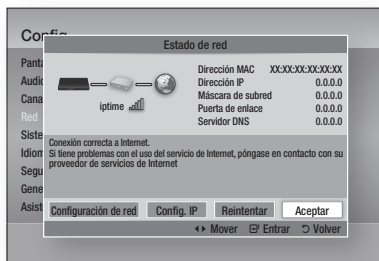 Config
Estado de red
Panta
Audio
Cana
Red
Siste
Idiom
Segu
Gene
Asist
iptime
Dirección MAC XX:XX:XX:XX:XX:XX
Dirección IP 0.0.0.0
Máscara de subred 0.0.0.0
Puerta de enlace 0.0.0.0
Servidor DNS 0.0.0.0
Conexión correcta a Internet.
Si tiene problemas con el uso del servicio de Internet, póngase en contacto con su
proveedor de servicios de Internet
Configuración de red Config. IP Reintentar Aceptar
Mover Entrar Volver